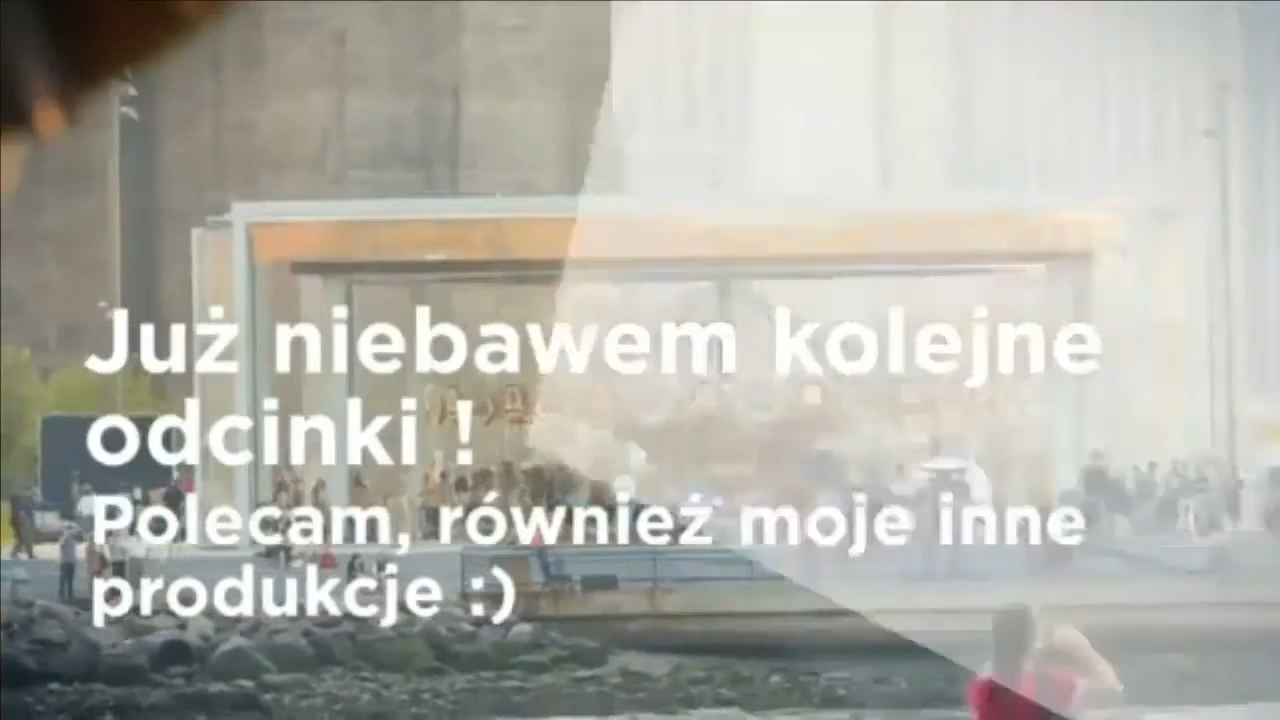 Już niebawem kolejne
odcinki !
Polecam, również moje inne
produkcje :)